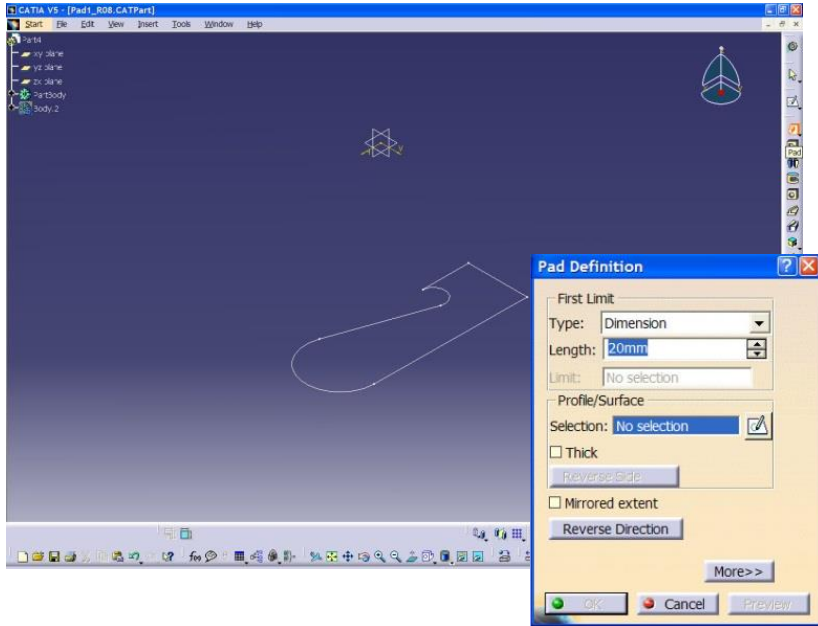 CATIA V5 - [Pad1_R08.CATPart]
Start File Edit View Insert Tools Window Help
Part4
xy plane
yz plane
zx plane
PartBody
Body.2
y
Pad
Pad Definition
First Limit
Type: Dimension
Length: 20mm
Limit: No selection
Profile/Surface
Selection: No selection
Thick
Reverse Side
Mirrored extent
Reverse Direction
More>>
OK Cancel Preview